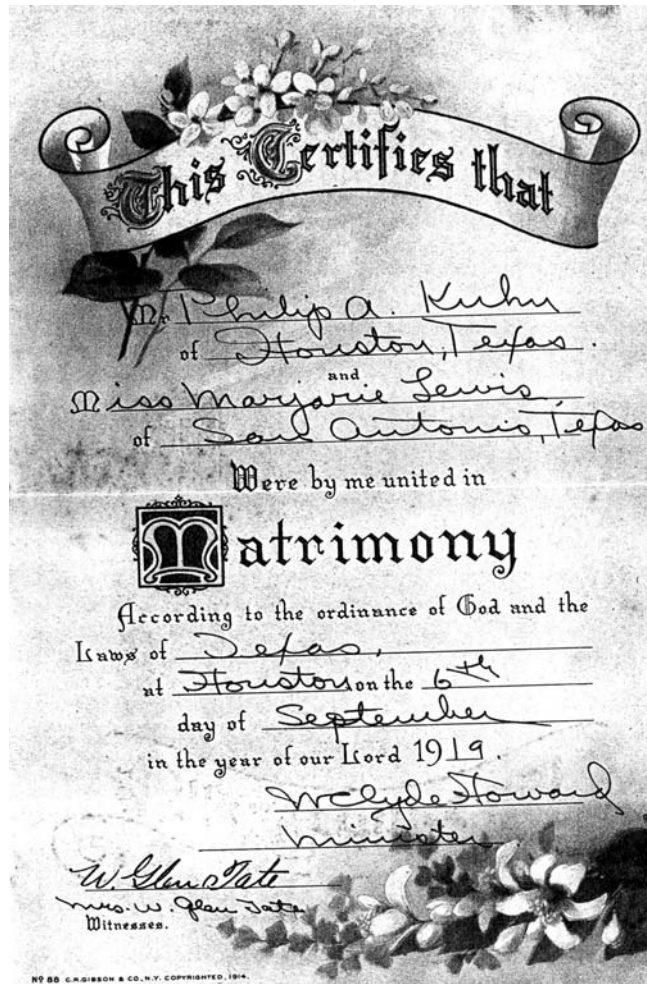 This Certifies that
Mr Philip A. Kuhn
of Houston, Texas.
and
Miss Marjorie Lewis,
of San Antonio, Texas
Were by me united in
Matrimony
According to the ordinance of God and the
Laws of Texas,
at Houston on the 6th
day of September
in the year of our Lord 1919.
W Clyde Howard
Minister
W. Glen Tate
Mrs. W. Glen Tate
Witnesses.
Nº 88 C.R. GIBSON & CO., N.Y. COPYRIGHTED, 1914.